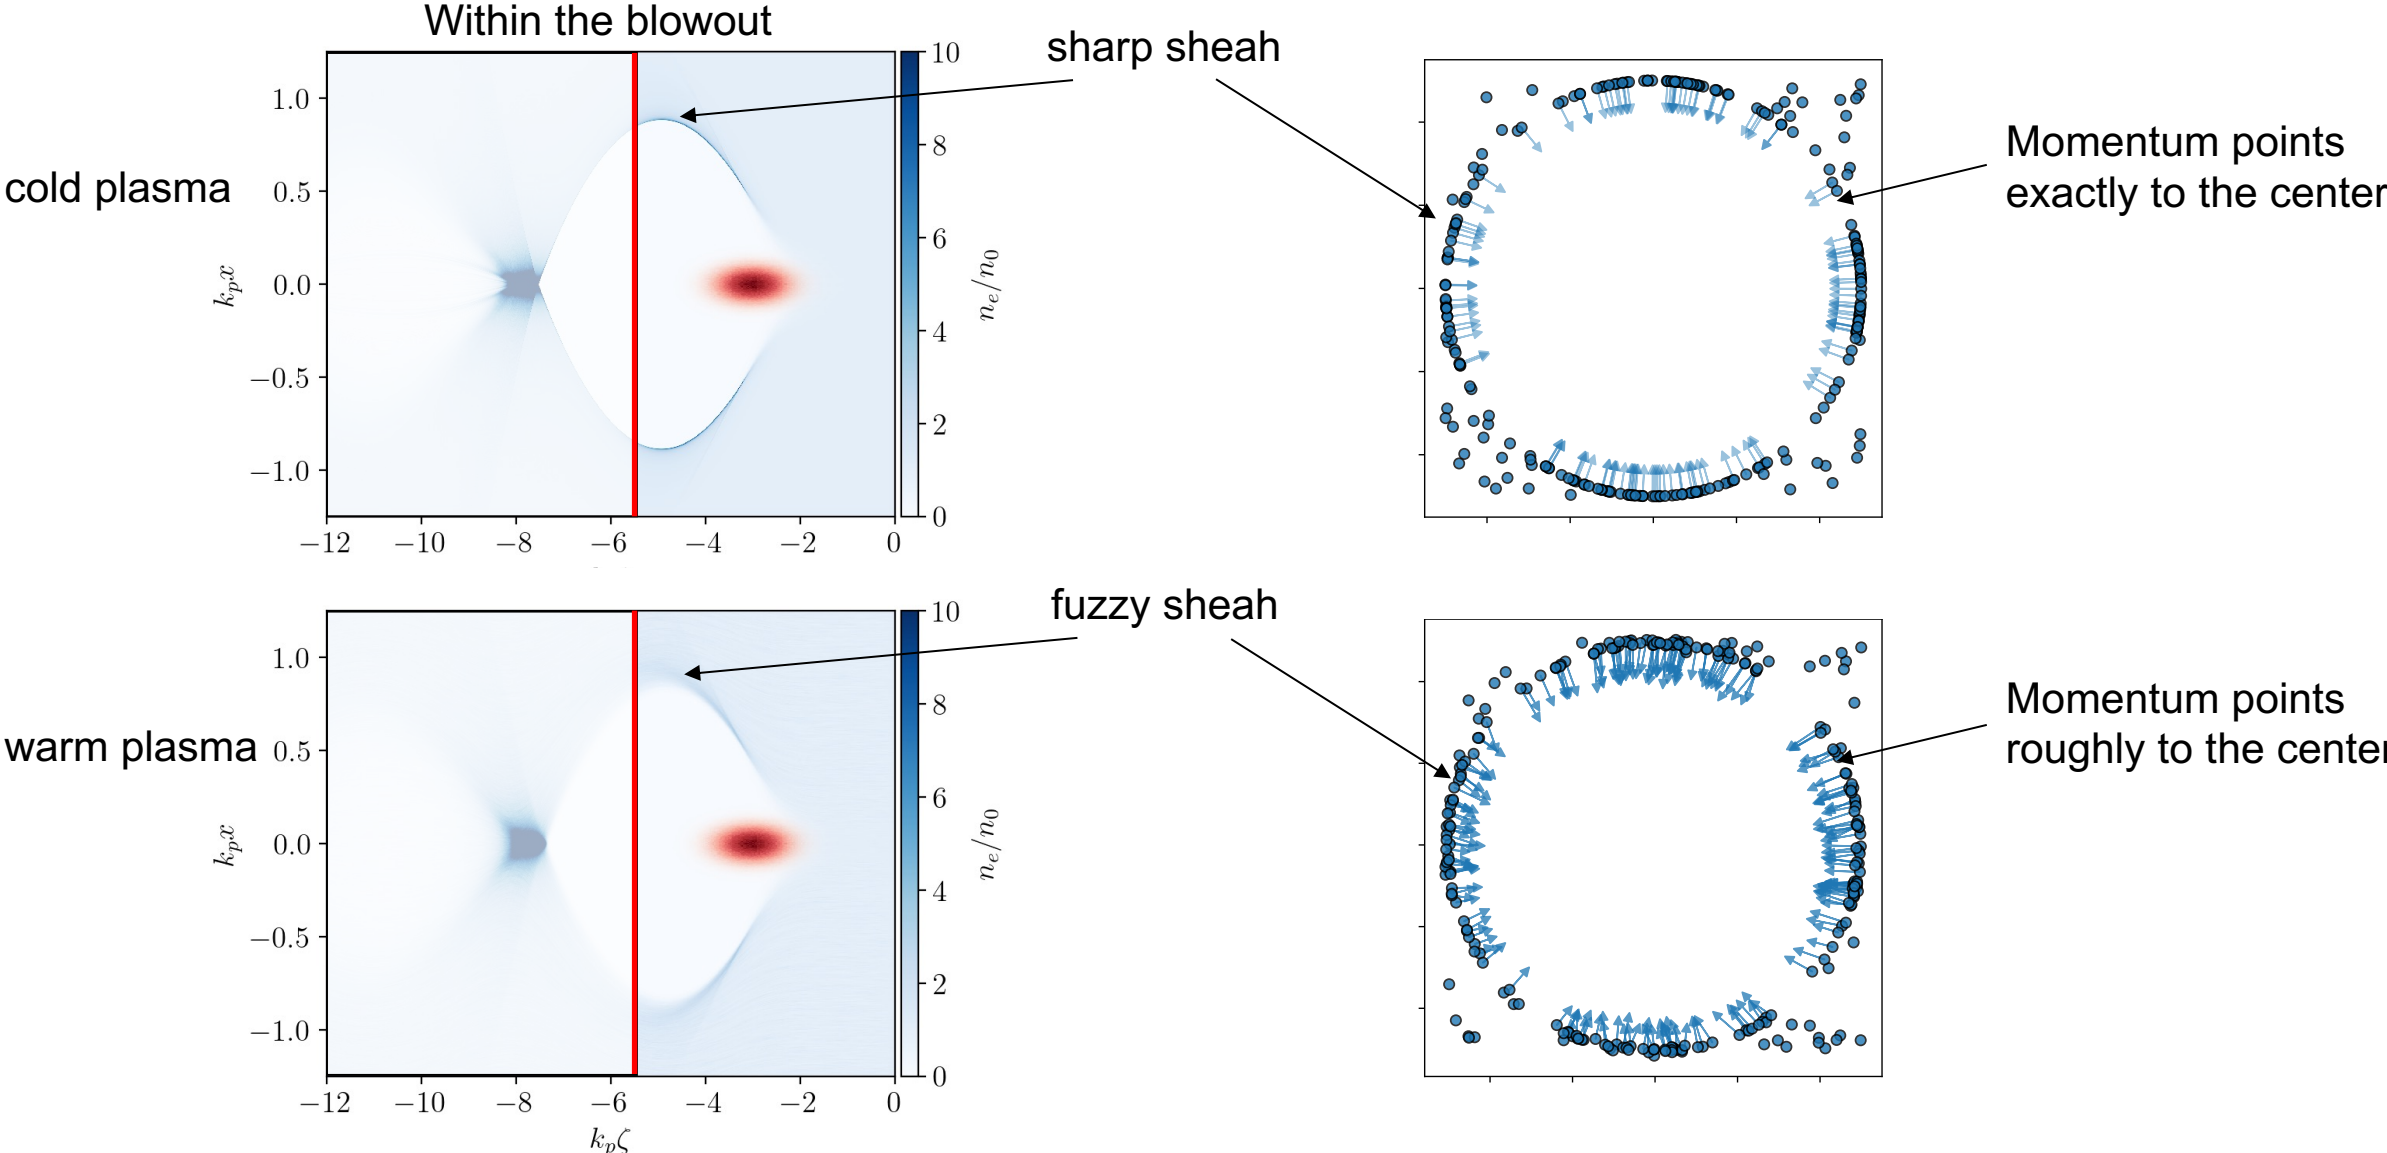 Within the blowout
sharp sheah
cold plasma
Momentum points
exactly to the center
1.0
0.5
0.0
−0.5
−1.0
k_p x
−12 −10 −8 −6 −4 −2 0
10
8
6
4
2
0
n_e/n_0
fuzzy sheah
warm plasma
Momentum points
roughly to the center
1.0
0.5
0.0
−0.5
−1.0
k_p x
−12 −10 −8 −6 −4 −2 0
k_p ζ
10
8
6
4
2
0
n_e/n_0